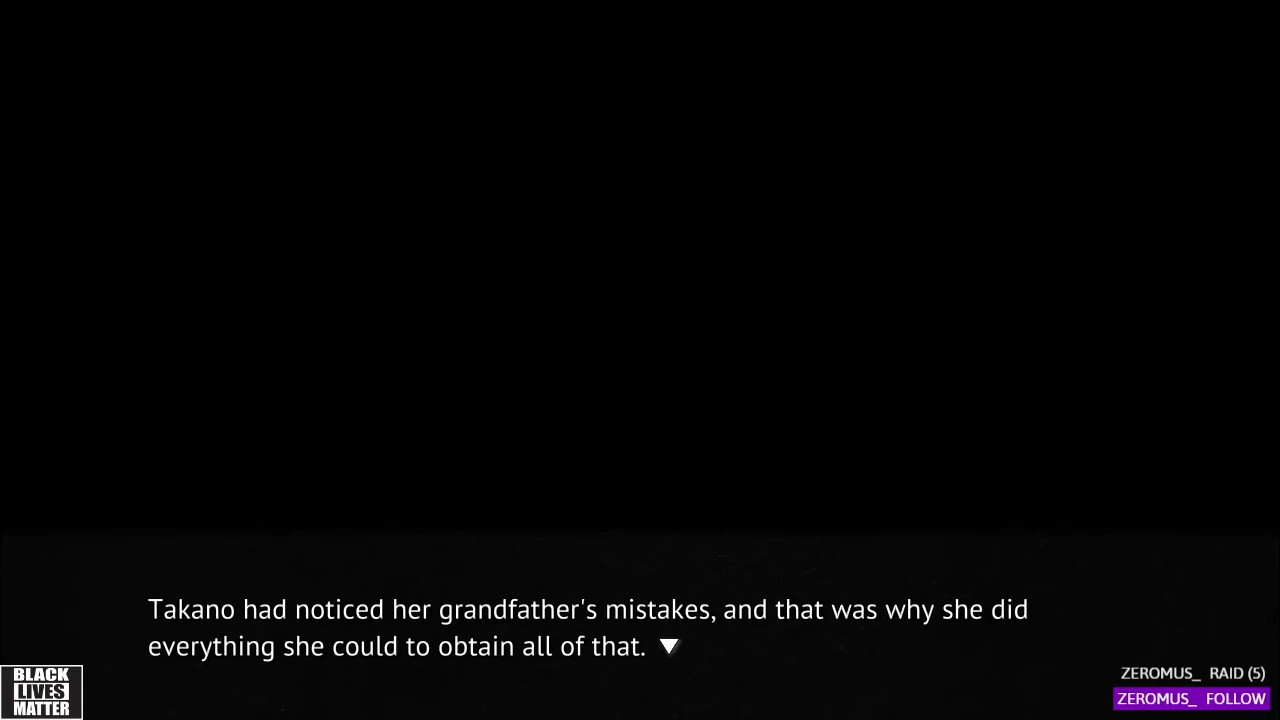 Takano had noticed her grandfather's mistakes, and that was why she did
everything she could to obtain all of that.
BLACK
LIVES
MATTER
ZEROMUS_ RAID (5)
ZEROMUS_ FOLLOW